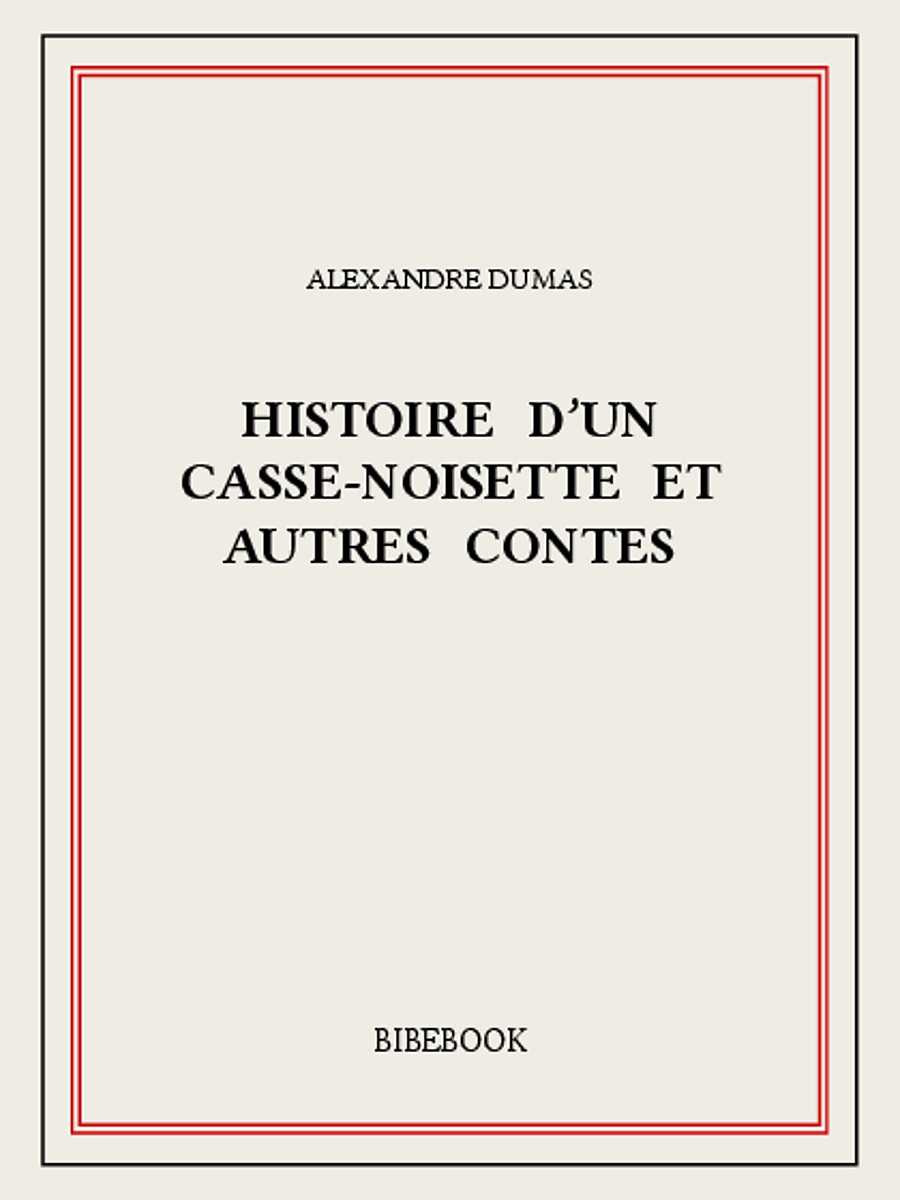 ALEXANDRE DUMAS
HISTOIRE D’UN
CASSE-NOISETTE ET
AUTRES CONTES
BIBEBOOK